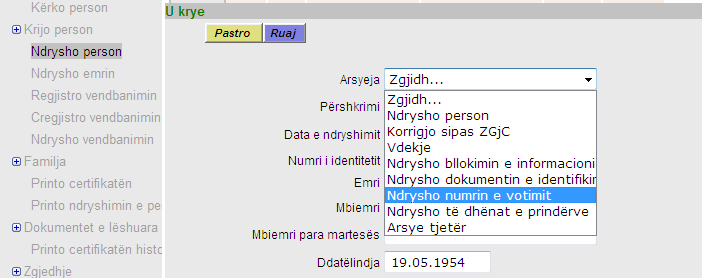 Kërko person
Krijo person
Ndrysho person
Ndrysho emrin
Regjistro vendbanimin
Cregjistro vendbanimin
Ndrysho vendbanimin
Familja
Printo certifikatën
Printo ndryshimin e pe
Dokumentet e lëshuara
Printo certifikatën histo
Zgjedhje
U krye
Pastro Ruaj
Arsyeja Zgjidh...
Zgjidh...
Ndrysho person
Korrigjo sipas ZGjC
Vdekje
Ndrysho bllokimin e informacioni
Ndrysho dokumentin e identifikin
Ndrysho numrin e votimit
Ndrysho të dhënat e prindërve
Arsye tjetër
Përshkrimi
Data e ndryshimit
Numri i identitetit
Emri
Mbiemri
Mbiemri para martesës
Ddatëlindja 19.05.1954